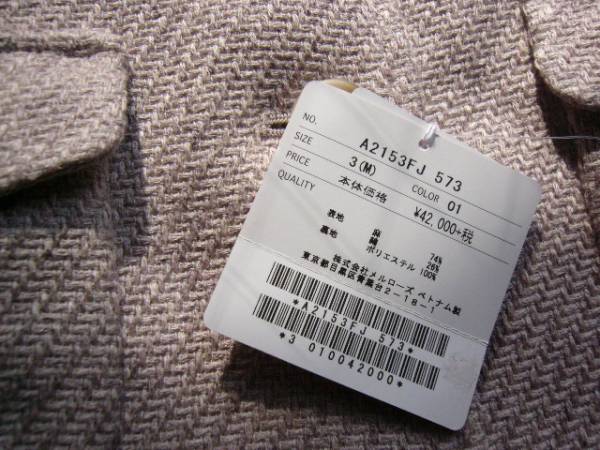 NO. A2153FJ 573
SIZE 3(M) COLOR 01
PRICE 本体価格 ¥42,000+税
QUALITY
表地 麻 74%
綿 26%
裏地 ポリエステル 100%
株式会社メルローズ ベトナム製
東京都目黒区青葉台2-18-1
*A2153FJ 573*
*3 010042000*